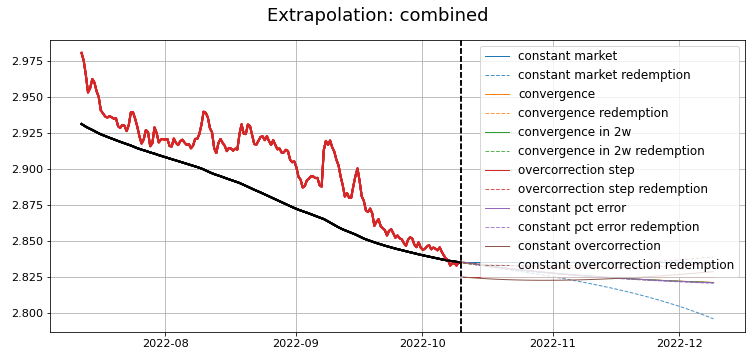 Extrapolation: combined
2.975
2.950
2.925
2.900
2.875
2.850
2.825
2.800
constant market
constant market redemption
convergence
convergence redemption
convergence in 2w
convergence in 2w redemption
overcorrection step
overcorrection step redemption
constant pct error
constant pct error redemption
constant overcorrection
constant overcorrection redemption
2022-08
2022-09
2022-10
2022-11
2022-12